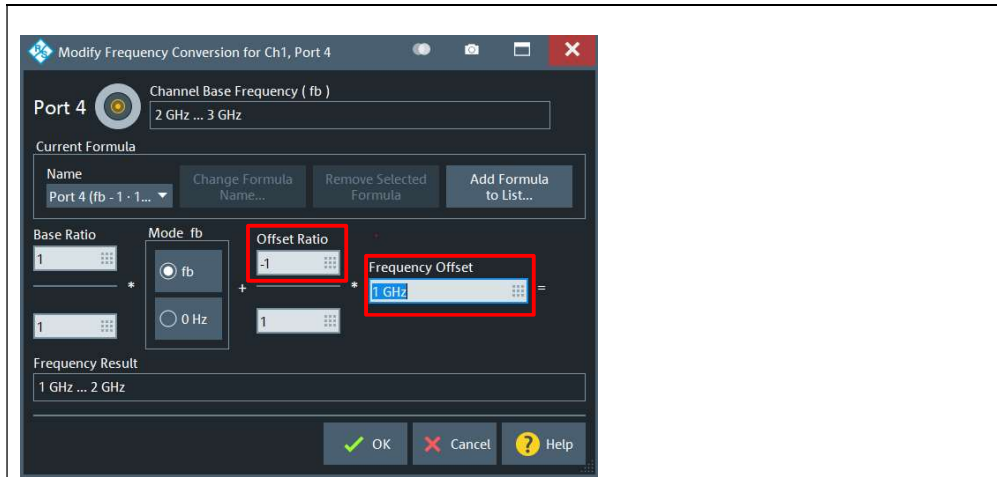 Modify Frequency Conversion for Ch1, Port 4
Port 4
Channel Base Frequency ( fb )
2 GHz ... 3 GHz
Current Formula
Name
Port 4 (fb - 1 · 1...
Change Formula
Name...
Remove Selected
Formula
Add Formula
to List...
Base Ratio
1
*
1
Mode fb
fb
0 Hz
+
Offset Ratio
-1
1
*
Frequency Offset
1 GHz
=
Frequency Result
1 GHz ... 2 GHz
OK
Cancel
? Help